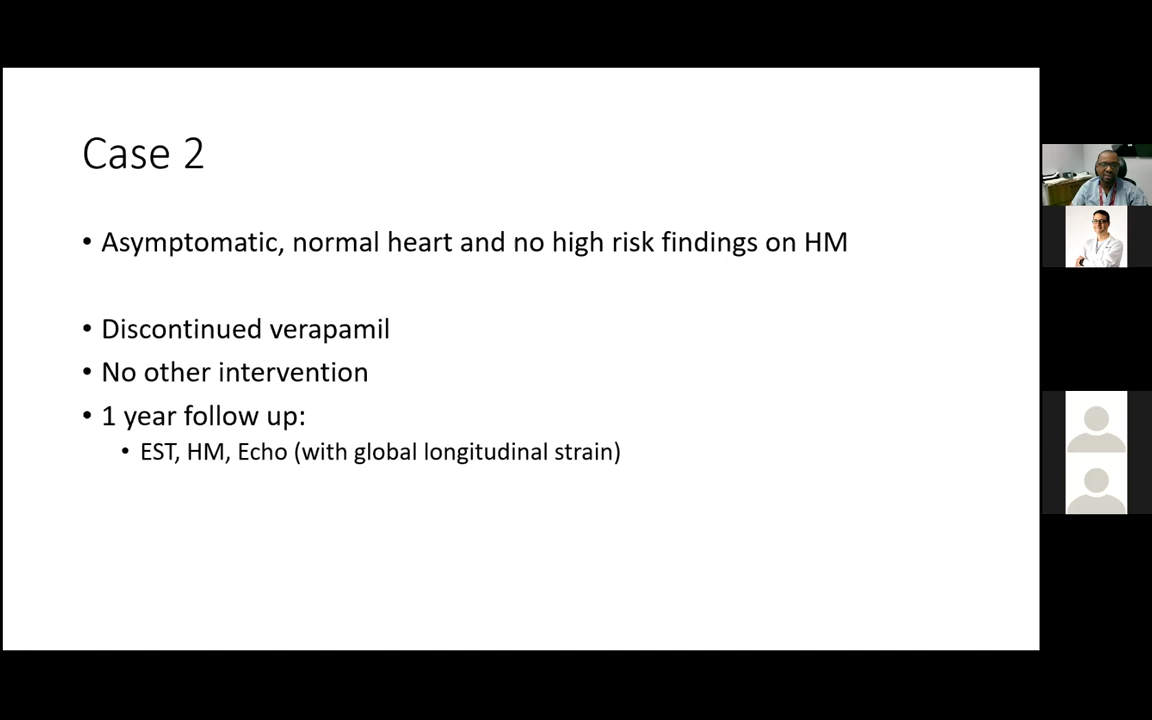 Case 2
• Asymptomatic, normal heart and no high risk findings on HM
• Discontinued verapamil
• No other intervention
• 1 year follow up:
• EST, HM, Echo (with global longitudinal strain)